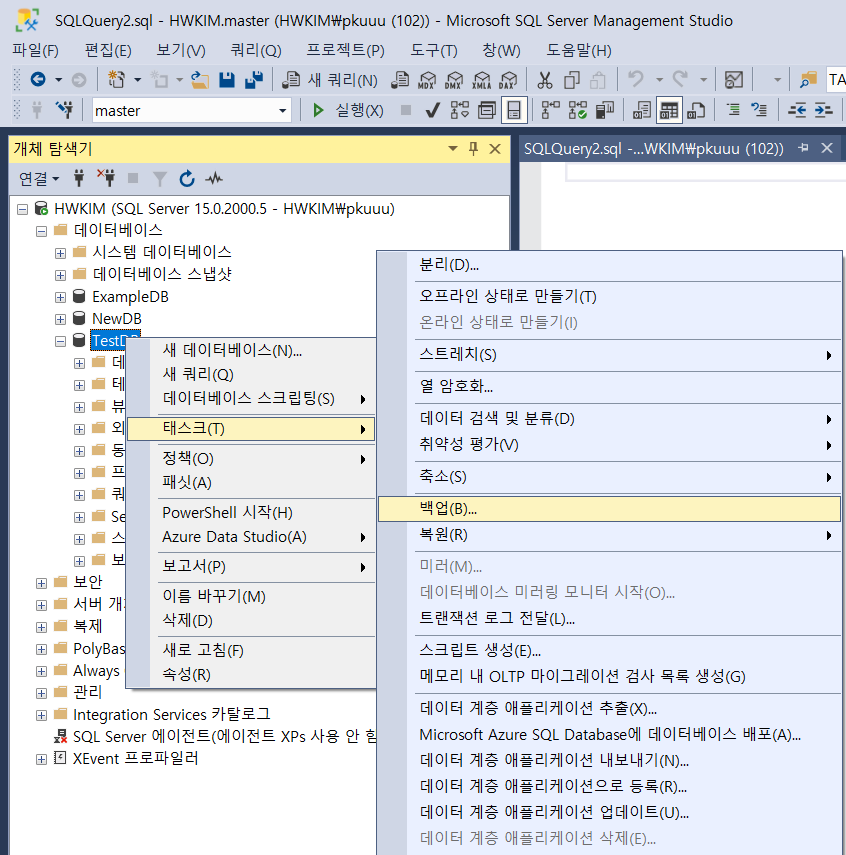 SQLQuery2.sql - HWKIM.master (HWKIM₩pkuuu (102)) - Microsoft SQL Server Management Studio
파일(F) 편집(E) 보기(V) 쿼리(Q) 프로젝트(P) 도구(T) 창(W) 도움말(H)
새 쿼리(N) MDX DMX XMLA DAX TA
master 실행(X)
개체 탐색기
SQLQuery2.sql -...WKIM₩pkuuu (102))
연결
HWKIM (SQL Server 15.0.2000.5 - HWKIM₩pkuuu)
데이터베이스
시스템 데이터베이스
데이터베이스 스냅샷
ExampleDB
NewDB
TestDB
데
테
뷰
외
동
프
쿼
Se
스
보
보안
서버 개체
복제
PolyBas
Always
관리
Integration Services 카탈로그
SQL Server 에이전트(에이전트 XPs 사용 안 함
XEvent 프로파일러
새 데이터베이스(N)...
새 쿼리(Q)
데이터베이스 스크립팅(S)
태스크(T)
정책(O)
패싯(A)
PowerShell 시작(H)
Azure Data Studio(A)
보고서(P)
이름 바꾸기(M)
삭제(D)
새로 고침(F)
속성(R)
분리(D)...
오프라인 상태로 만들기(T)
온라인 상태로 만들기(I)
스트레치(S)
열 암호화...
데이터 검색 및 분류(D)
취약성 평가(V)
축소(S)
백업(B)...
복원(R)
미러(M)...
데이터베이스 미러링 모니터 시작(O)...
트랜잭션 로그 전달(L)...
스크립트 생성(E)...
메모리 내 OLTP 마이그레이션 검사 목록 생성(G)
데이터 계층 애플리케이션 추출(X)...
Microsoft Azure SQL Database에 데이터베이스 배포(A)...
데이터 계층 애플리케이션 내보내기(N)...
데이터 계층 애플리케이션으로 등록(R)...
데이터 계층 애플리케이션 업데이트(U)...
데이터 계층 애플리케이션 삭제(E)...